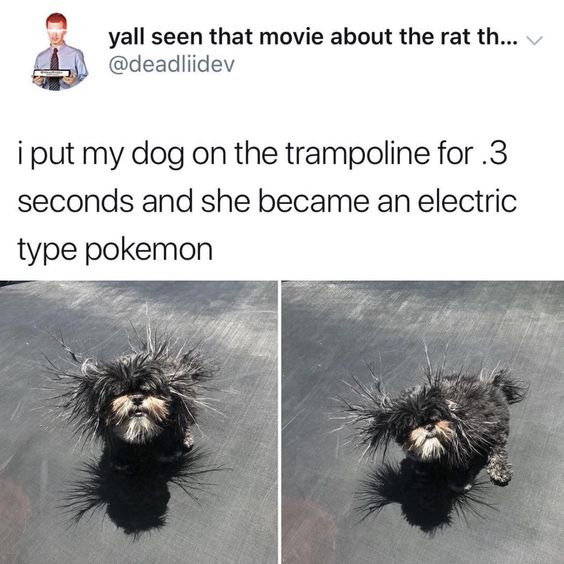 yall seen that movie about the rat th...
@deadliidev
i put my dog on the trampoline for .3
seconds and she became an electric
type pokemon